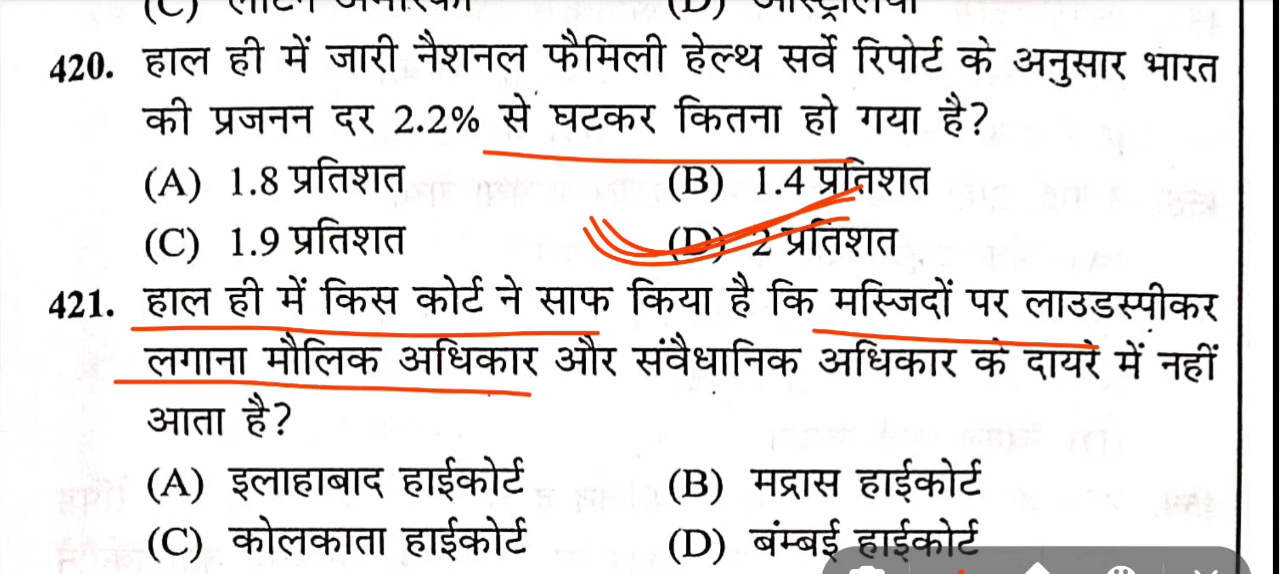 (C) लैटिन अमेरिका (D) ऑस्ट्रेलिया
420. हाल ही में जारी नैशनल फैमिली हेल्थ सर्वे रिपोर्ट के अनुसार भारत
की प्रजनन दर 2.2% से घटकर कितना हो गया है?
(A) 1.8 प्रतिशत (B) 1.4 प्रतिशत
(C) 1.9 प्रतिशत (D) 2 प्रतिशत
421. हाल ही में किस कोर्ट ने साफ किया है कि मस्जिदों पर लाउडस्पीकर
लगाना मौलिक अधिकार और संवैधानिक अधिकार के दायरे में नहीं
आता है?
(A) इलाहाबाद हाईकोर्ट (B) मद्रास हाईकोर्ट
(C) कोलकाता हाईकोर्ट (D) बंम्बई हाईकोर्ट